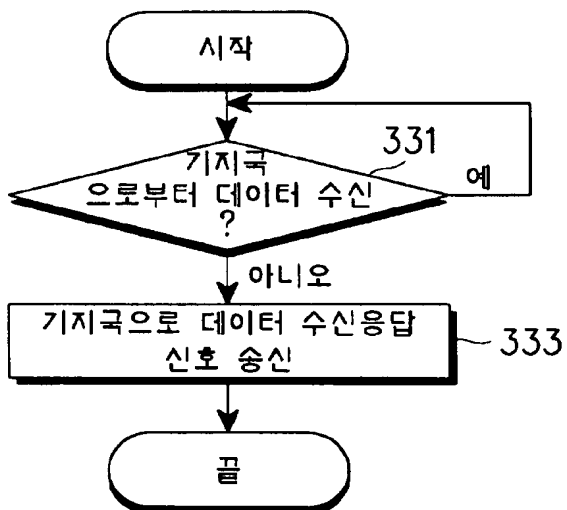 시작
기지국
으로부터 데이터 수신
?
331
에
아니오
기지국으로 데이터 수신응답
신호 송신
333
끝